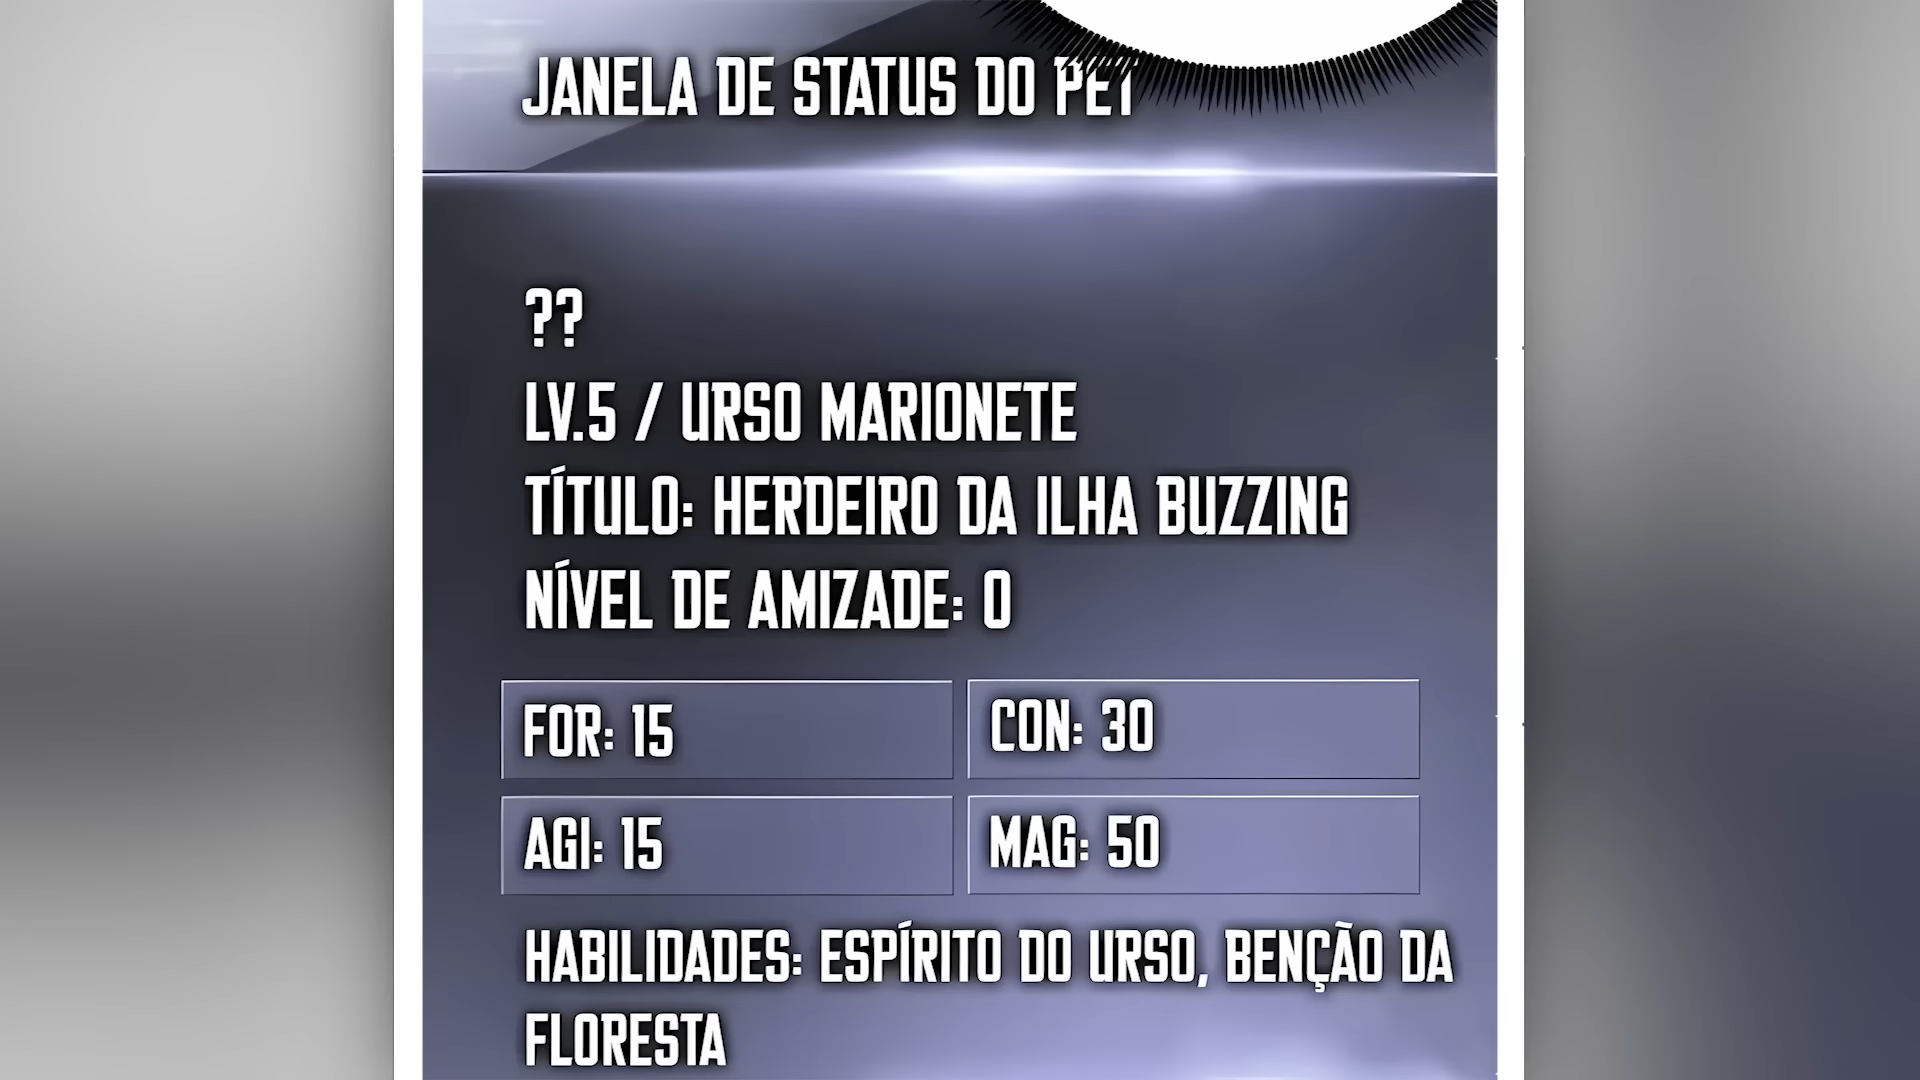 JANELA DE STATUS DO PET
??
LV.5 / URSO MARIONETE
TÍTULO: HERDEIRO DA ILHA BUZZING
NÍVEL DE AMIZADE: 0
FOR: 15
CON: 30
AGI: 15
MAG: 50
HABILIDADES: ESPÍRITO DO URSO, BENÇÃO DA
FLORESTA